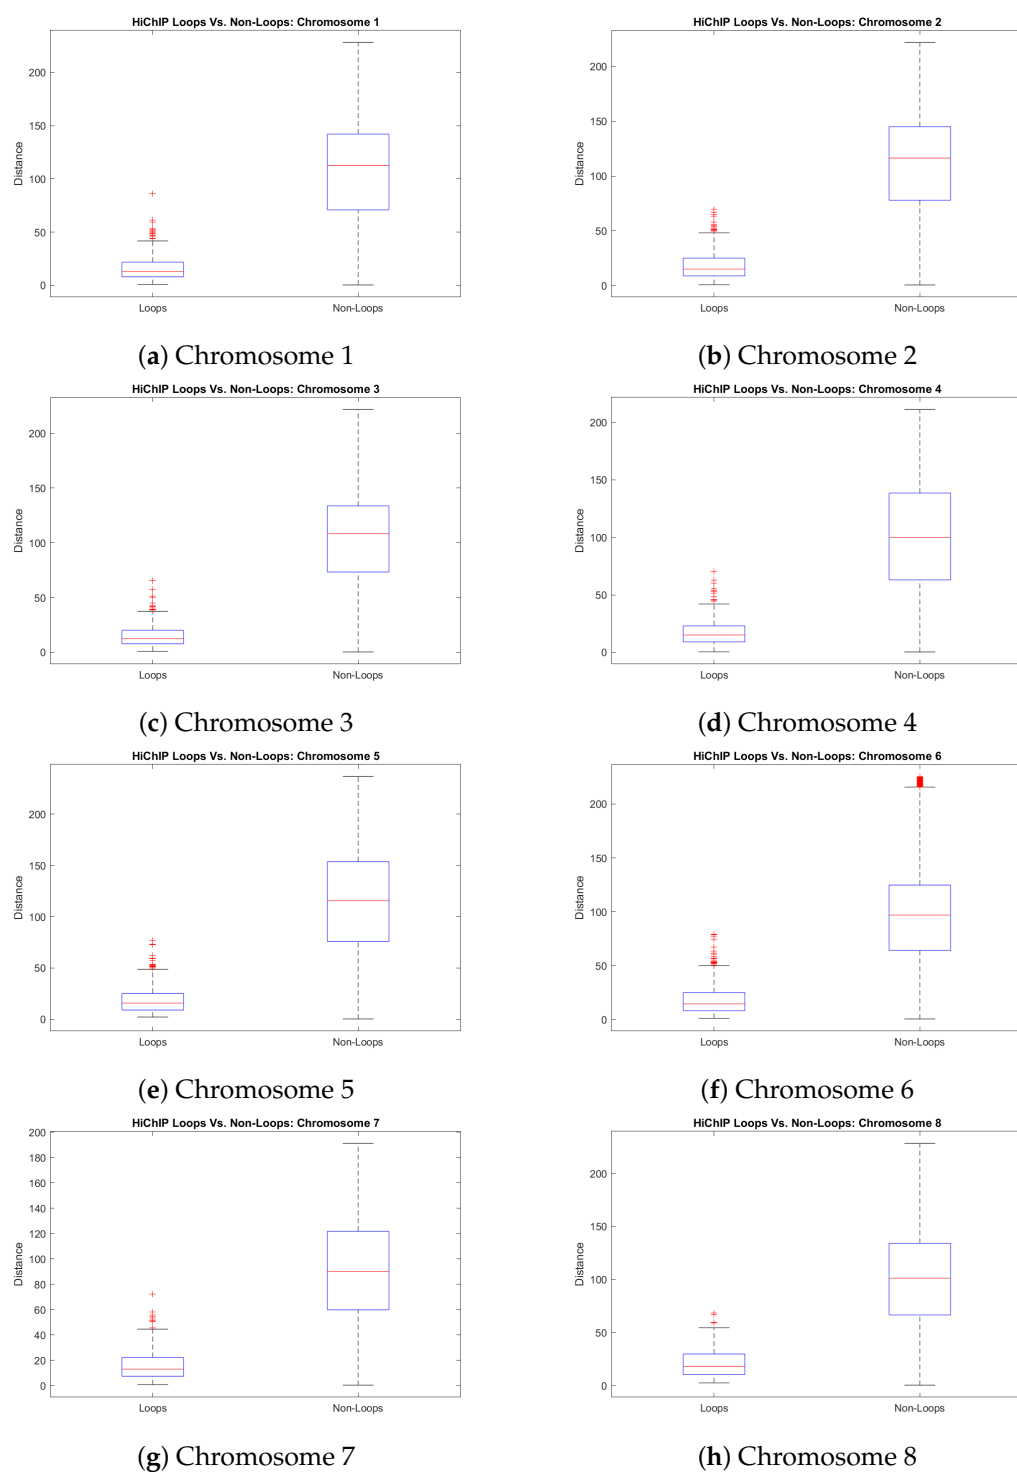 HiChIP Loops Vs. Non-Loops: Chromosome 1
Distance
200
150
100
50
0
Loops Non-Loops
(a) Chromosome 1
HiChIP Loops Vs. Non-Loops: Chromosome 2
Distance
200
150
100
50
0
Loops Non-Loops
(b) Chromosome 2
HiChIP Loops Vs. Non-Loops: Chromosome 3
Distance
200
150
100
50
0
Loops Non-Loops
(c) Chromosome 3
HiChIP Loops Vs. Non-Loops: Chromosome 4
Distance
200
150
100
50
0
Loops Non-Loops
(d) Chromosome 4
HiChIP Loops Vs. Non-Loops: Chromosome 5
Distance
200
150
100
50
0
Loops Non-Loops
(e) Chromosome 5
HiChIP Loops Vs. Non-Loops: Chromosome 6
Distance
200
150
100
50
0
Loops Non-Loops
(f) Chromosome 6
HiChIP Loops Vs. Non-Loops: Chromosome 7
Distance
200
180
160
140
120
100
80
60
40
20
0
Loops Non-Loops
(g) Chromosome 7
HiChIP Loops Vs. Non-Loops: Chromosome 8
Distance
200
150
100
50
0
Loops Non-Loops
(h) Chromosome 8